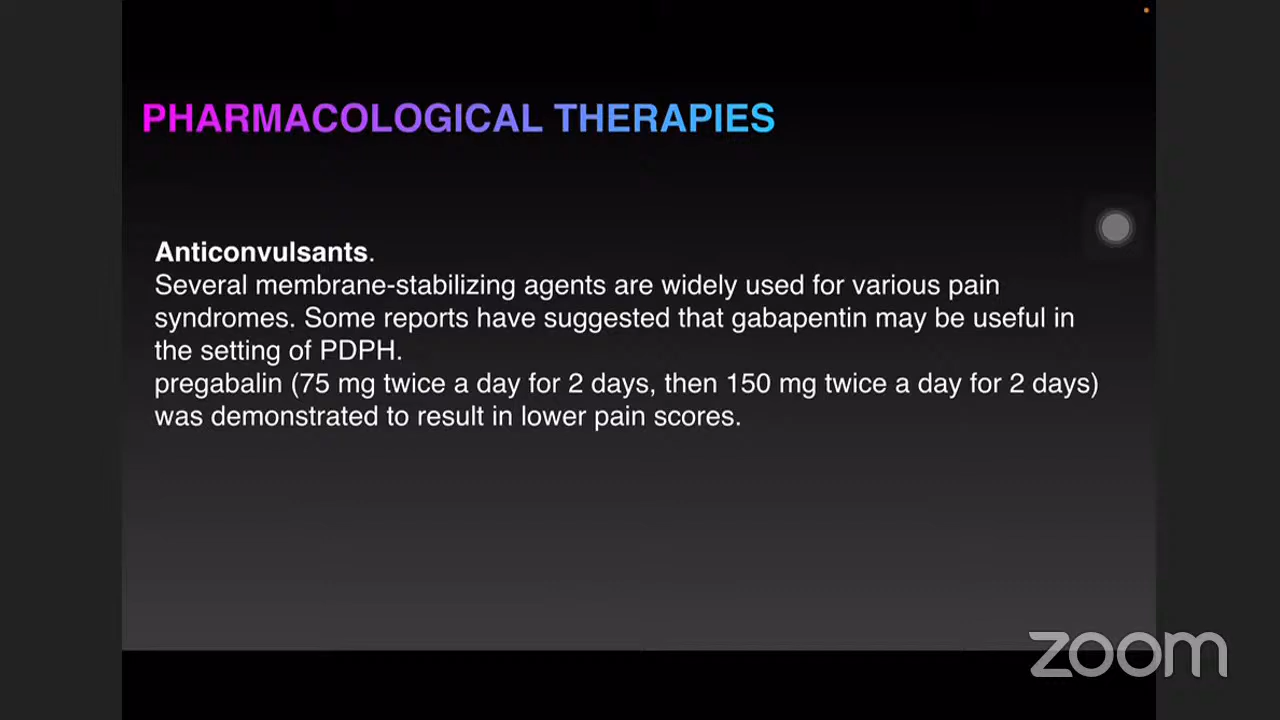 PHARMACOLOGICAL THERAPIES
Anticonvulsants.
Several membrane-stabilizing agents are widely used for various pain
syndromes. Some reports have suggested that gabapentin may be useful in
the setting of PDPH.
pregabalin (75 mg twice a day for 2 days, then 150 mg twice a day for 2 days)
was demonstrated to result in lower pain scores.
zoom